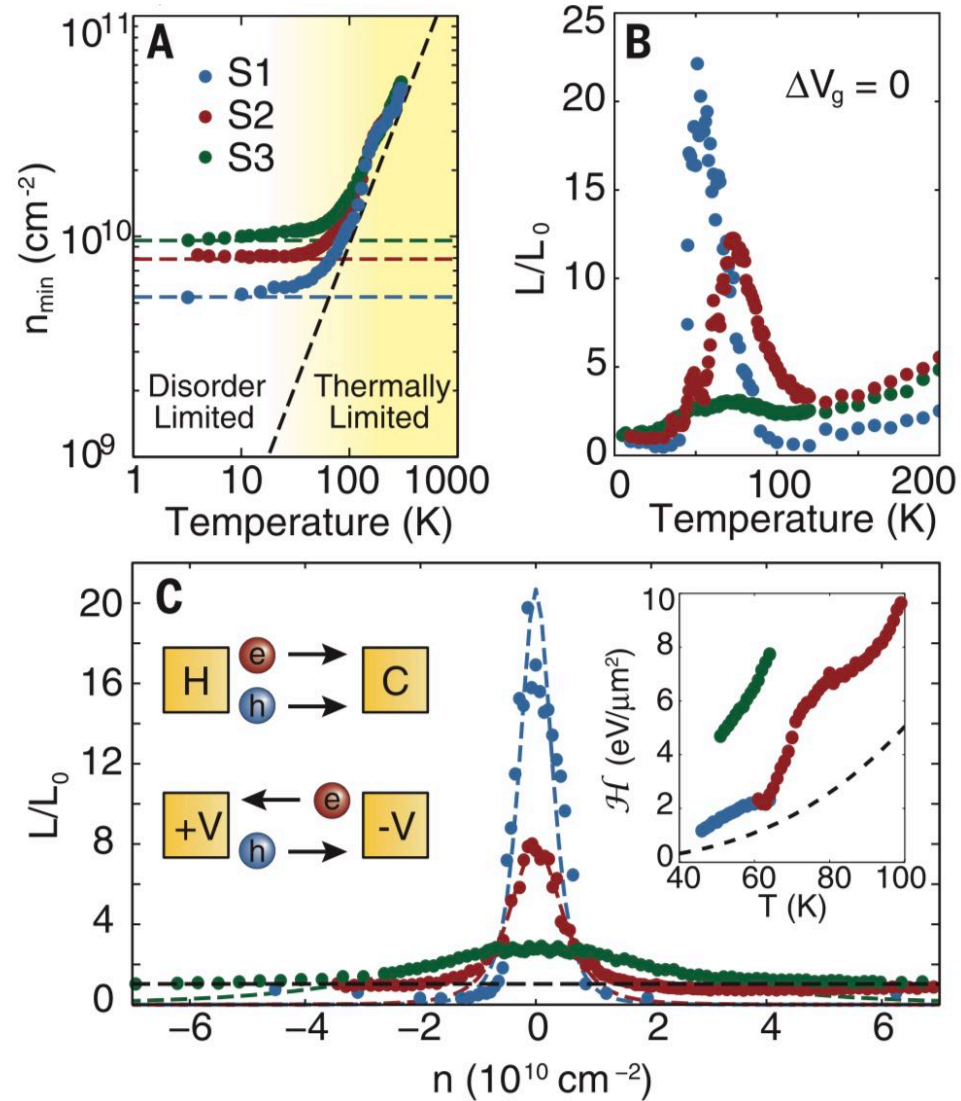 A
S1
S2
S3
10¹¹
10¹⁰
10⁹
n_min (cm⁻²)
Disorder Limited
Thermally Limited
1 10 100 1000
Temperature (K)
B
ΔV_g = 0
25
20
15
10
5
0
L/L₀
0 100 200
Temperature (K)
C
20
16
12
8
4
0
L/L₀
H e h C
+V e h -V
−6 −4 −2 0 2 4 6
n (10¹⁰ cm⁻²)
10
8
6
4
2
0
ℋ (eV/μm²)
40 60 80 100
T (K)